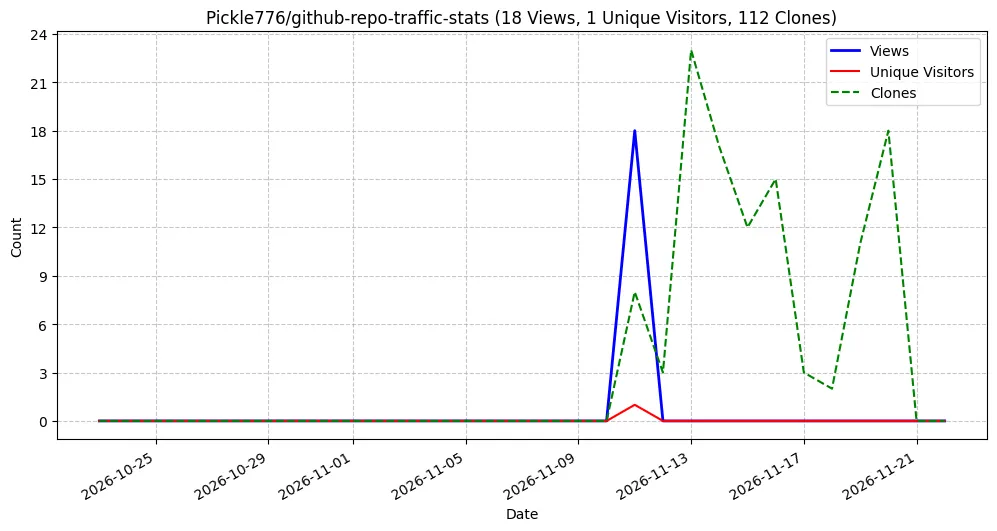 Pickle776/github-repo-traffic-stats (18 Views, 1 Unique Visitors, 112 Clones)
Views
Unique Visitors
Clones
Count
24
21
18
15
12
9
6
3
0
2026-10-25
2026-10-29
2026-11-01
2026-11-05
2026-11-09
2026-11-13
2026-11-17
2026-11-21
Date